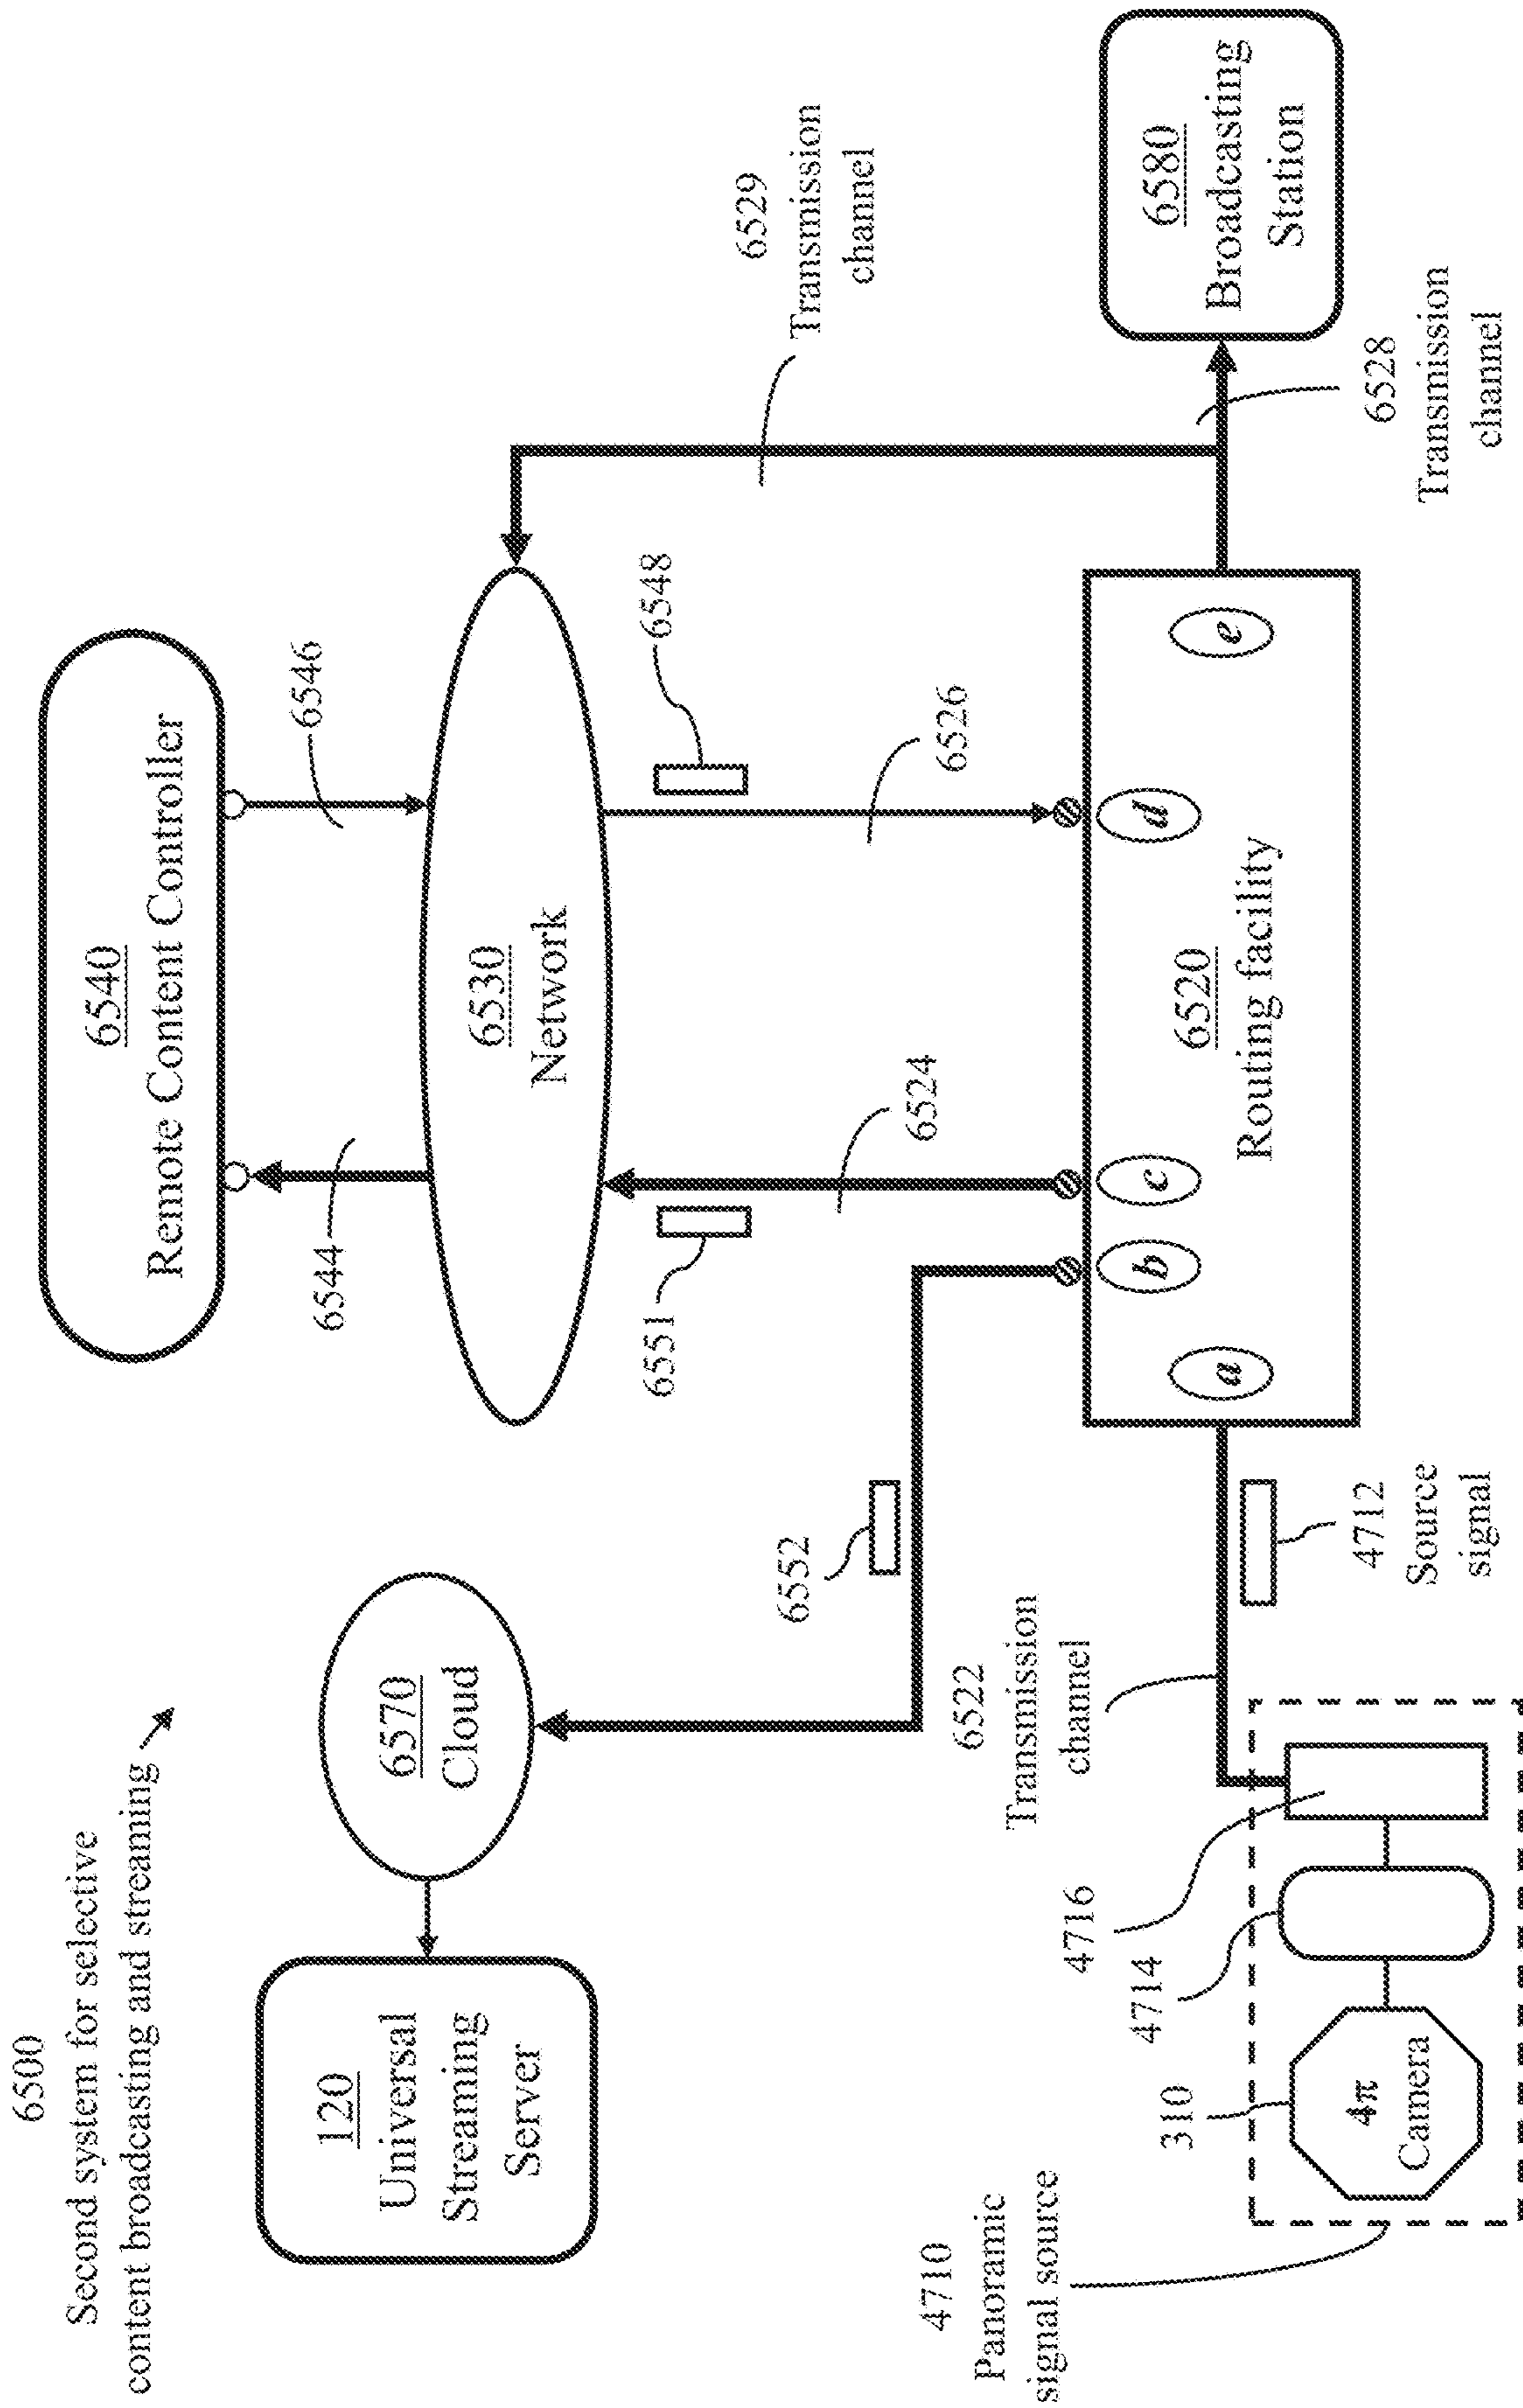 6500
Second system for selective
content broadcasting and streaming
120
Universal
Streaming
Server
6570
Cloud
6540
Remote Content Controller
6544
6546
6530
Network
6551
6524
6548
6526
6552
6529
Transmission
channel
4710
Panoramic
signal source
310
4π
Camera
4714
4716
6522
Transmission
channel
4712
Source
signal
a
b
c
d
e
6520
Routing facility
6580
Broadcasting
Station
6528
Transmission
channel